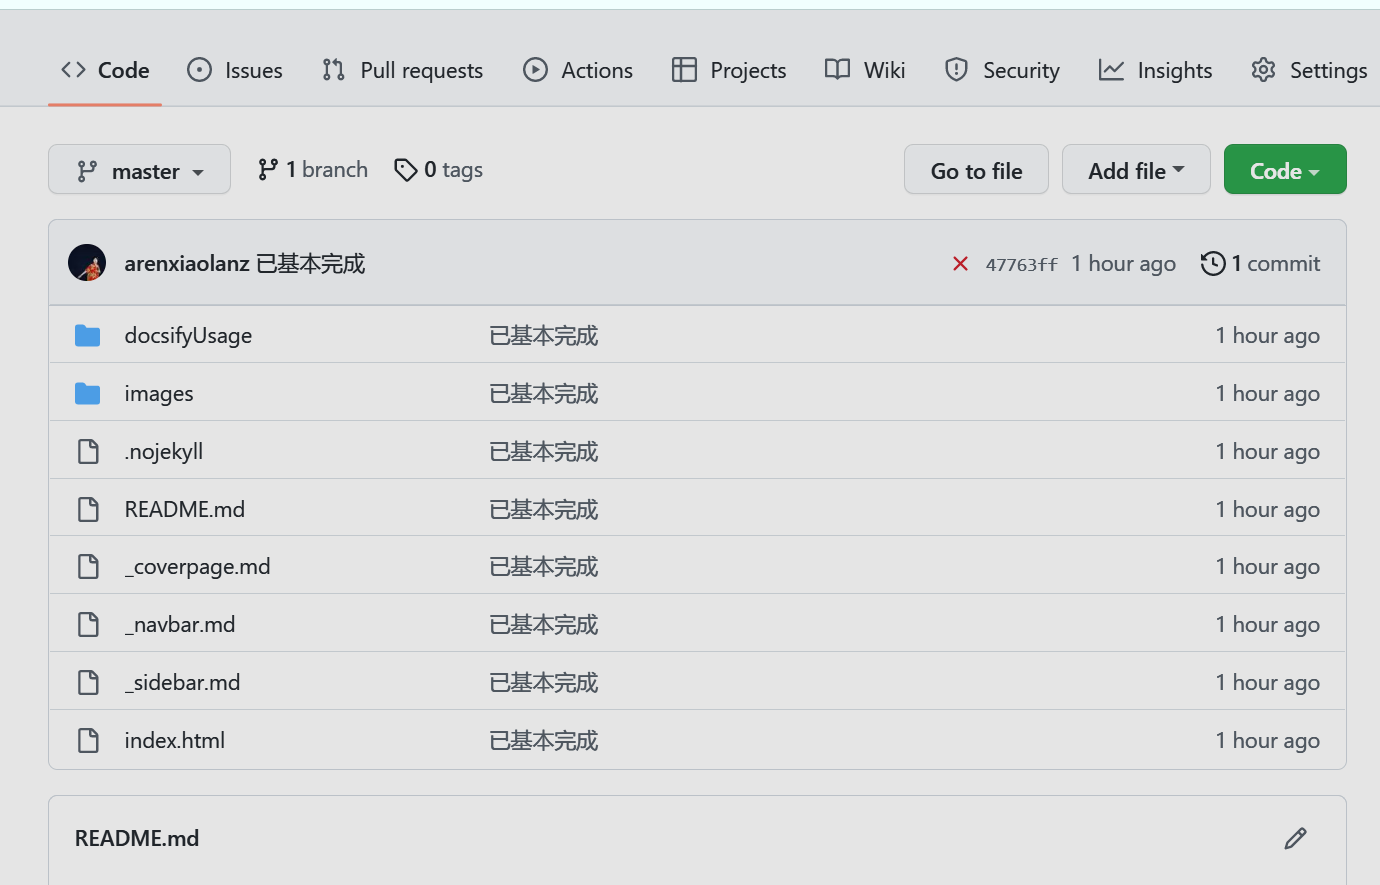 Code Issues Pull requests Actions Projects Wiki Security Insights Settings
master 1 branch 0 tags Go to file Add file Code
arenxiaolanz 已基本完成 47763ff 1 hour ago 1 commit
docsifyUsage 已基本完成 1 hour ago
images 已基本完成 1 hour ago
.nojekyll 已基本完成 1 hour ago
README.md 已基本完成 1 hour ago
_coverpage.md 已基本完成 1 hour ago
_navbar.md 已基本完成 1 hour ago
_sidebar.md 已基本完成 1 hour ago
index.html 已基本完成 1 hour ago
README.md